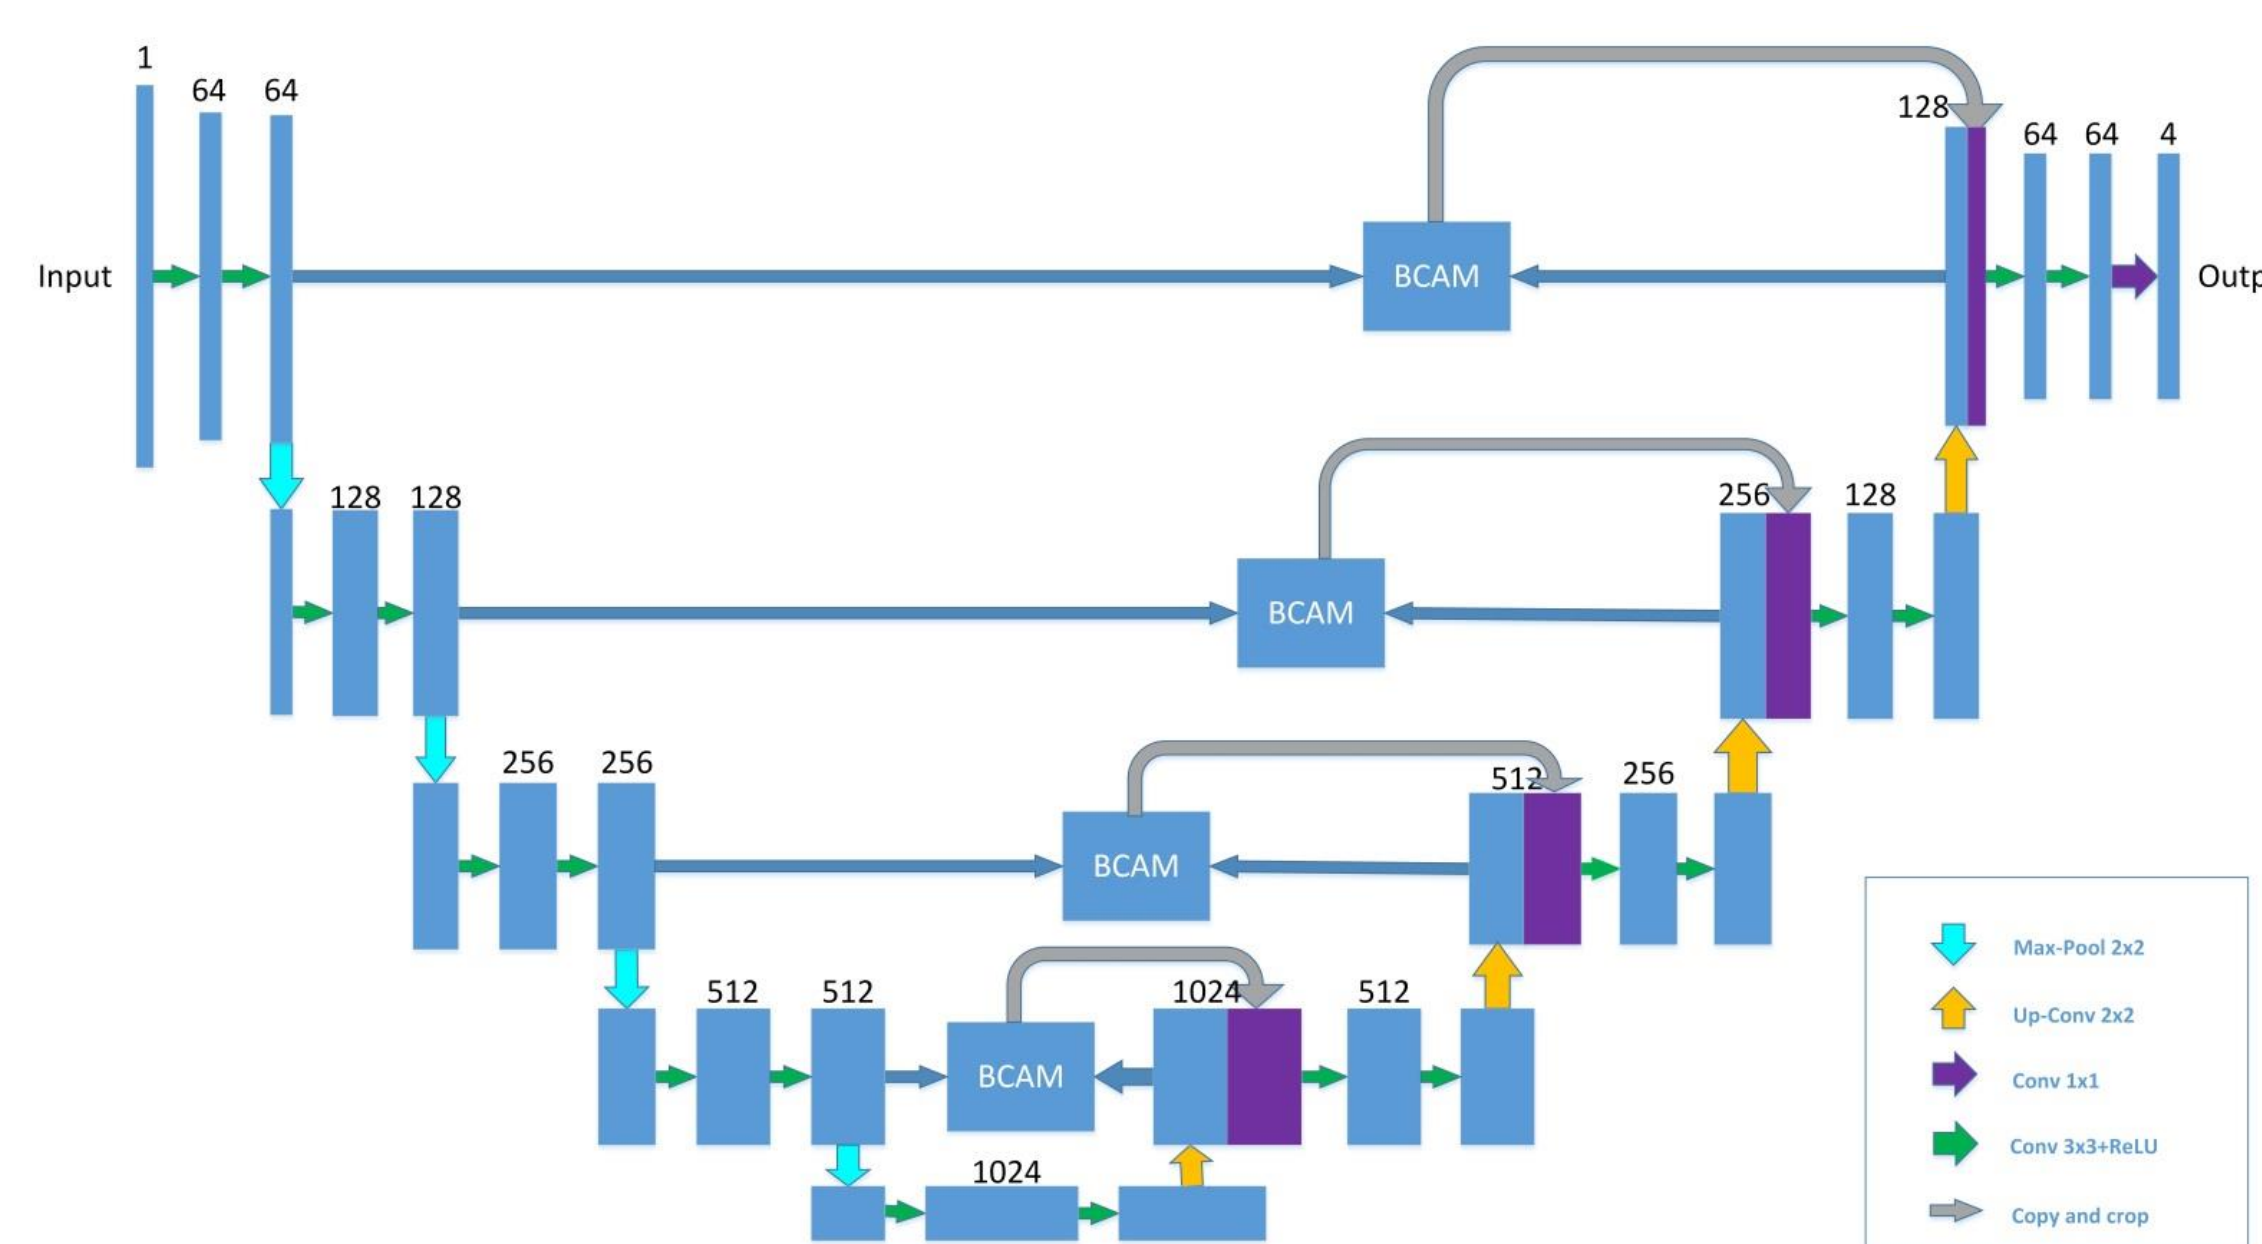 1
64 64
128
64 64 4
Input
BCAM
Outp
128 128
256 128
BCAM
256 256
512 256
BCAM
512 512
1024 512
BCAM
1024
Max-Pool 2x2
Up-Conv 2x2
Conv 1x1
Conv 3x3+ReLU
Copy and crop